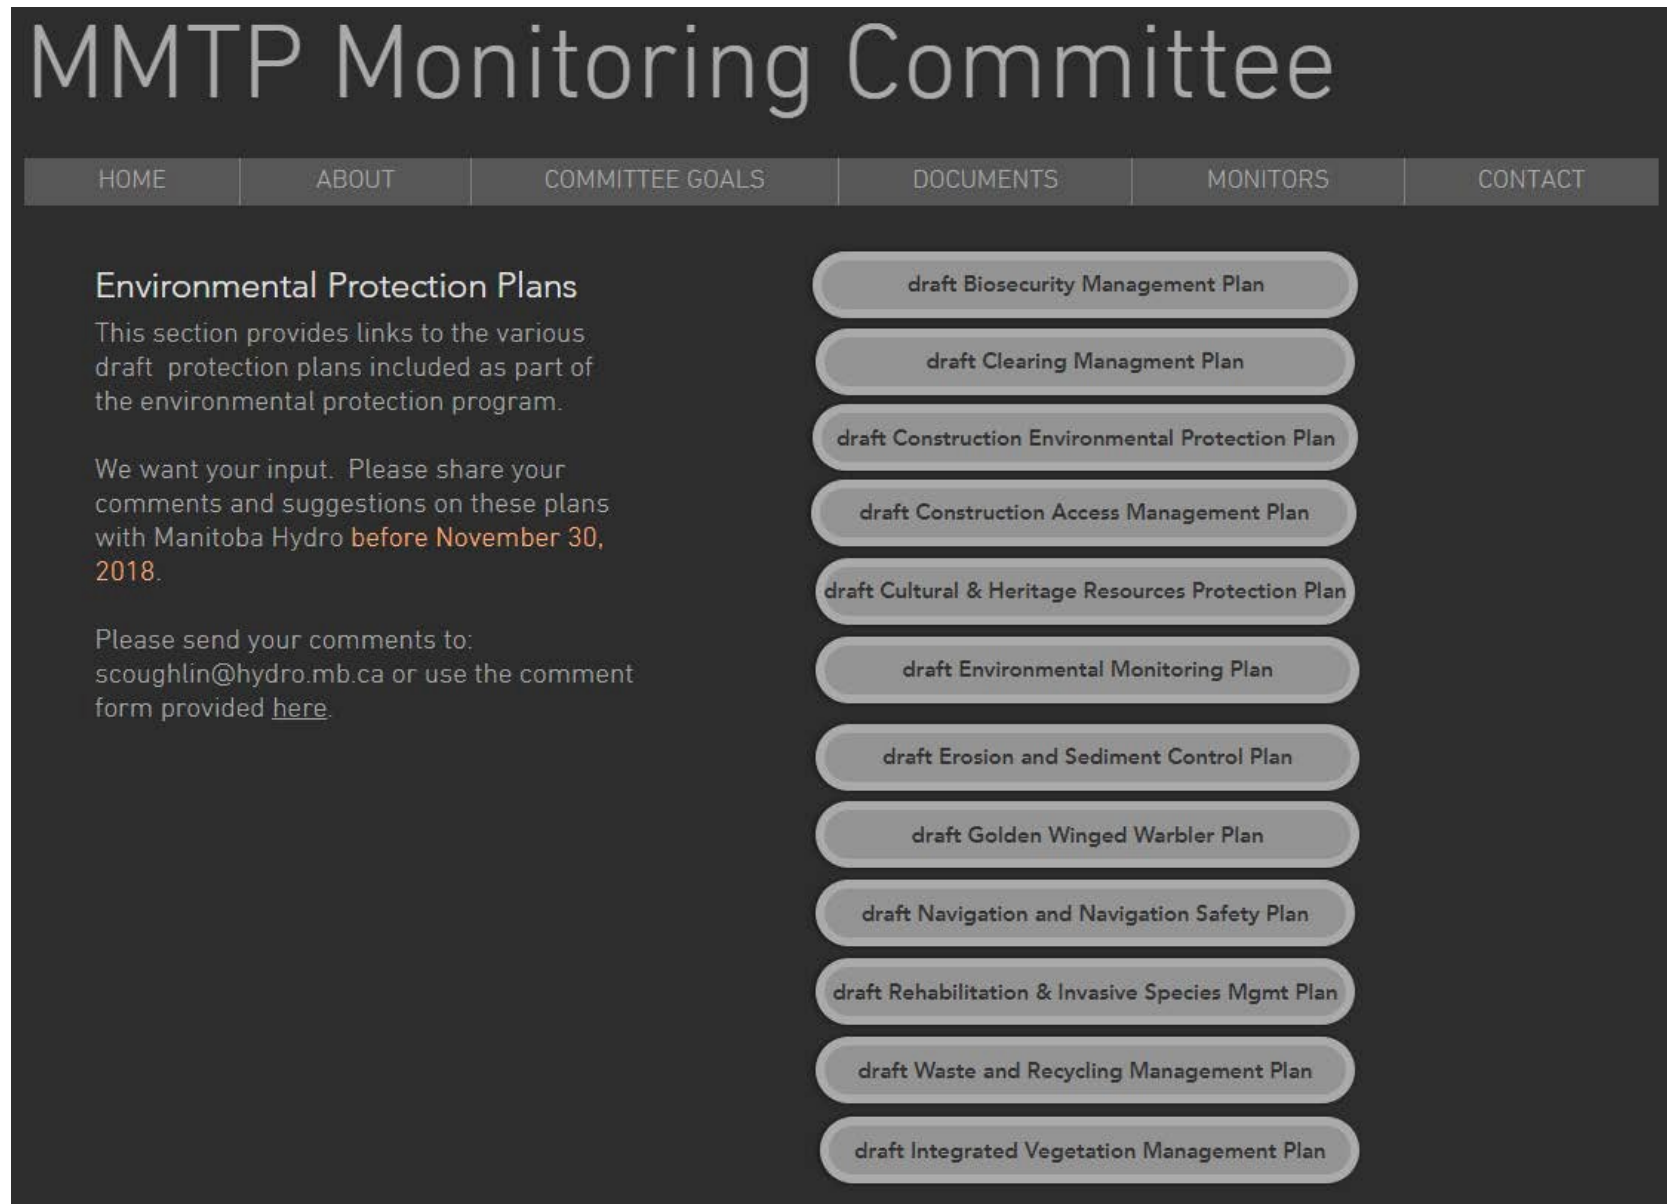 MMTP Monitoring Committee
HOME ABOUT COMMITTEE GOALS DOCUMENTS MONITORS CONTACT
Environmental Protection Plans
This section provides links to the various
draft protection plans included as part of
the environmental protection program.
We want your input. Please share your
comments and suggestions on these plans
with Manitoba Hydro before November 30,
2018.
Please send your comments to:
scoughlin@hydro.mb.ca or use the comment
form provided here.
draft Biosecurity Management Plan
draft Clearing Managment Plan
draft Construction Environmental Protection Plan
draft Construction Access Management Plan
draft Cultural & Heritage Resources Protection Plan
draft Environmental Monitoring Plan
draft Erosion and Sediment Control Plan
draft Golden Winged Warbler Plan
draft Navigation and Navigation Safety Plan
draft Rehabilitation & Invasive Species Mgmt Plan
draft Waste and Recycling Management Plan
draft Integrated Vegetation Management Plan